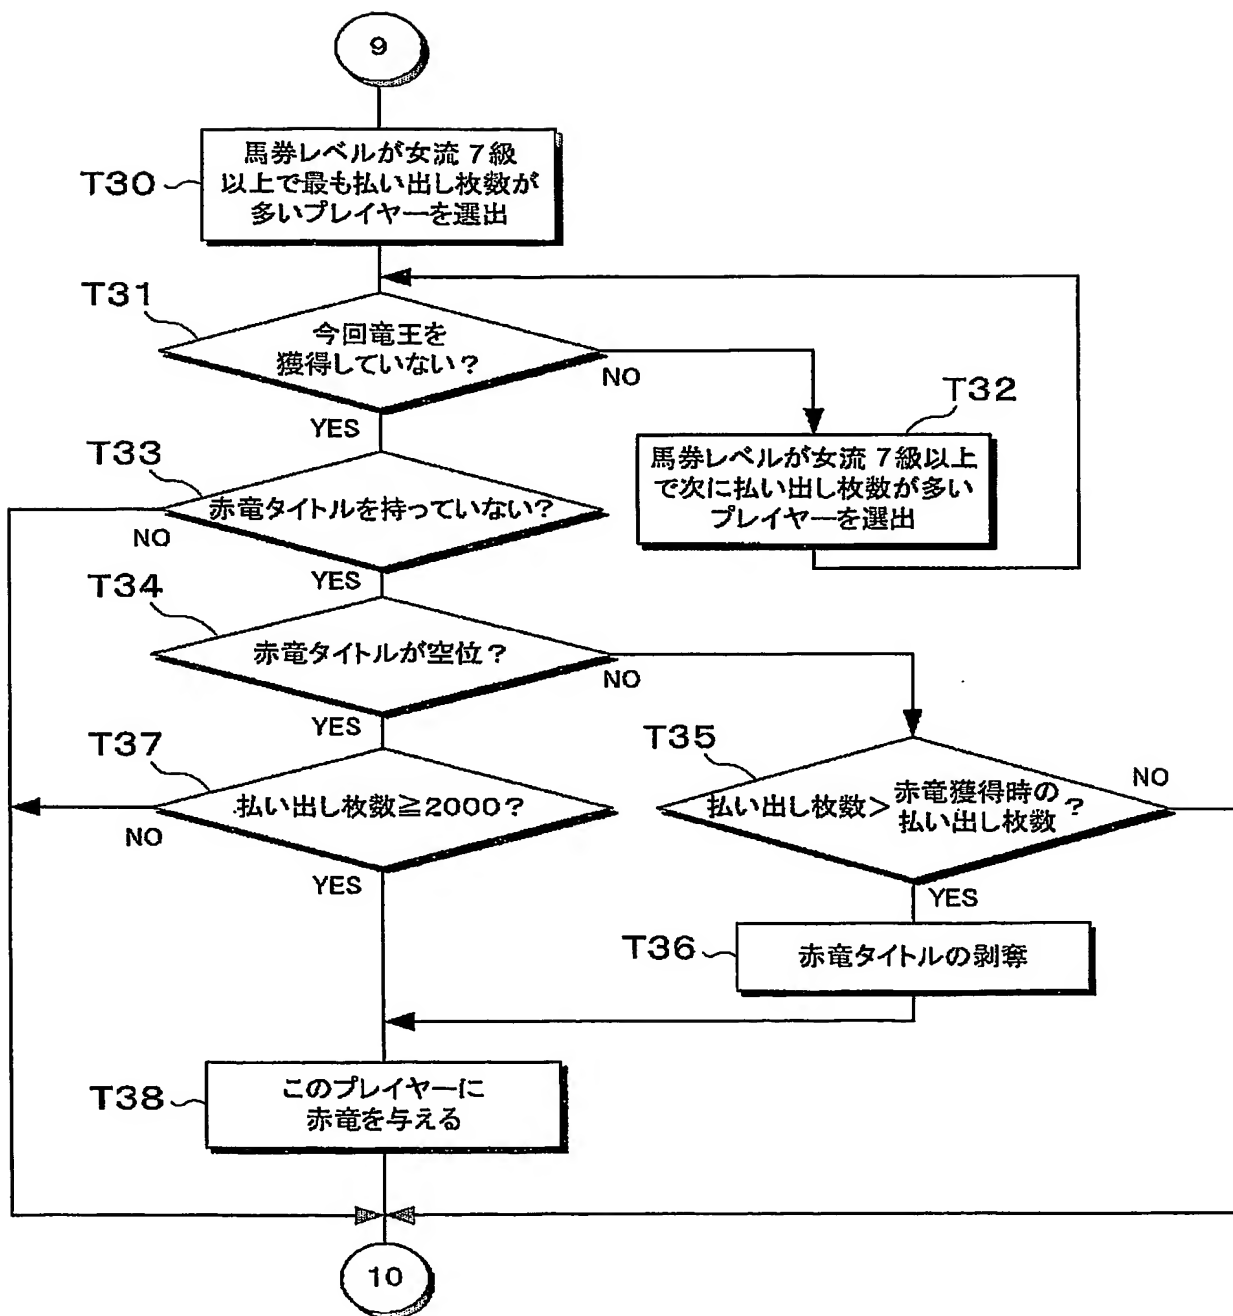 9
T30
馬券レベルが女流7級
以上で最も払い出し枚数が
多いプレイヤーを選出
T31
今回竜王を
獲得していない?
NO
YES
T32
馬券レベルが女流7級以上
で次に払い出し枚数が多い
プレイヤーを選出
T33
赤竜タイトルを持っていない?
NO
YES
T34
赤竜タイトルが空位?
NO
YES
T35
払い出し枚数>赤竜獲得時の払い出し枚数?
NO
YES
T36
赤竜タイトルの剥奪
T37
払い出し枚数≧2000?
NO
YES
T38
このプレイヤーに
赤竜を与える
10